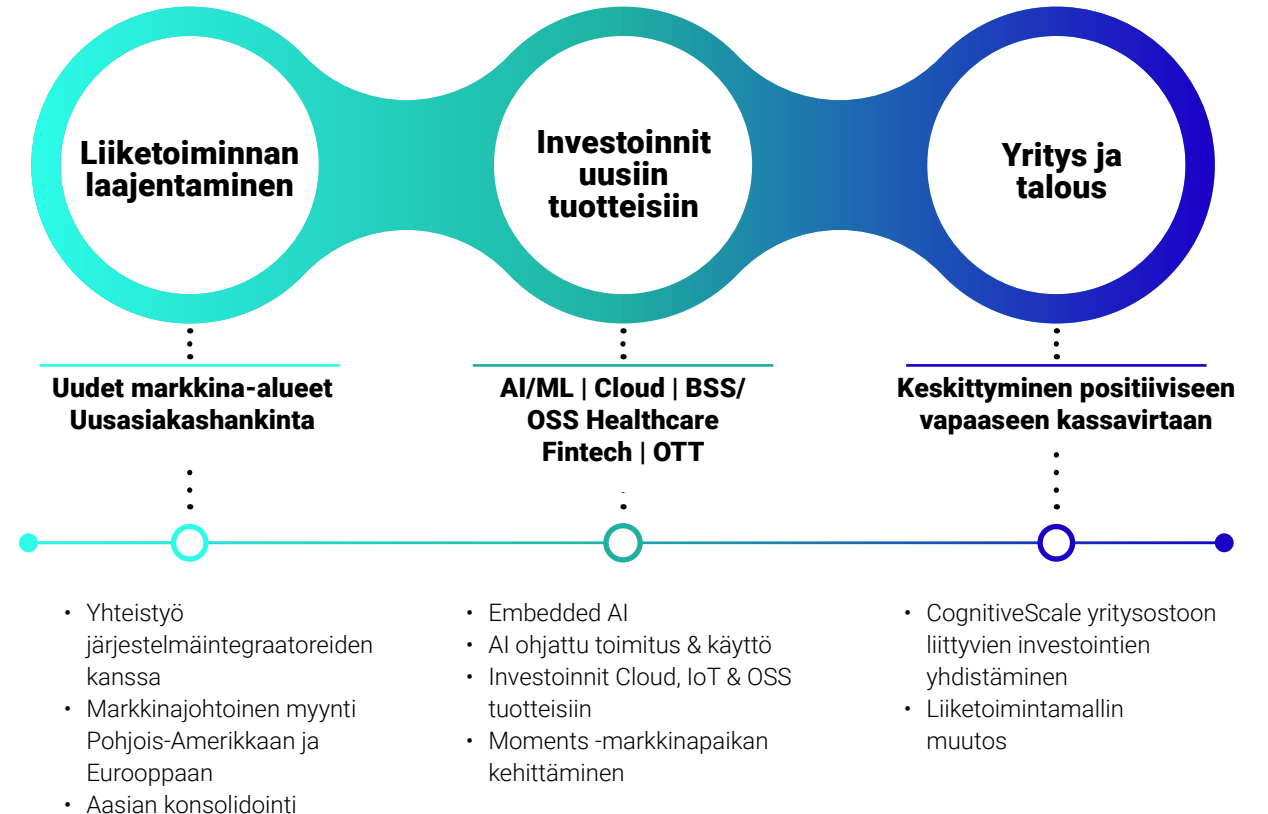 Liiketoiminnan
laajentaminen
Investoinnit
uusiin
tuotteisiin
Yritys ja
talous
Uudet markkina-alueet
Uusasiakashankinta
AI/ML | Cloud | BSS/
OSS Healthcare
Fintech | OTT
Keskittyminen positiiviseen
vapaaseen kassavirtaan
• Yhteistyö
järjestelmäintegraatoreiden
kanssa
• Markkinajohtoinen myynti
Pohjois-Amerikkaan ja
Eurooppaan
• Aasian konsolidointi
• Embedded AI
• AI ohjattu toimitus & käyttö
• Investoinnit Cloud, IoT & OSS
tuotteisiin
• Moments -markkinapaikan
kehittäminen
• CognitiveScale yritysostoon
liittyvien investointien
yhdistäminen
• Liiketoimintamallin
muutos